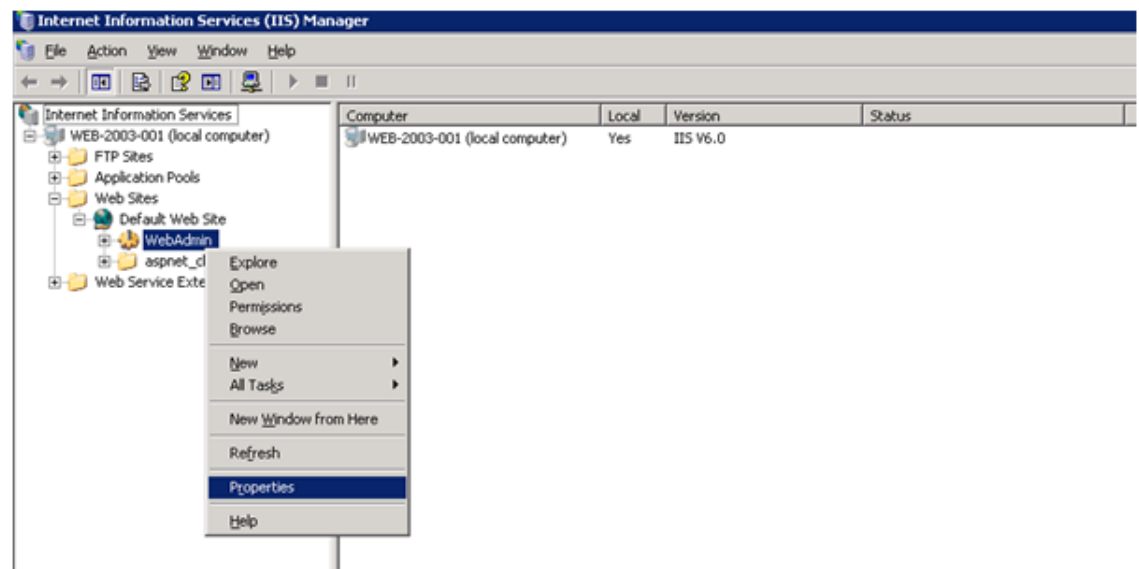 Internet Information Services (IIS) Manager
File Action View Window Help
Internet Information Services
WEB-2003-001 (local computer)
FTP Sites
Application Pools
Web Sites
Default Web Site
WebAdmin
aspnet_cl
Web Service Exte
Computer Local Version Status
WEB-2003-001 (local computer) Yes IIS V6.0
Explore
Open
Permissions
Browse
New
All Tasks
New Window from Here
Refresh
Properties
Help